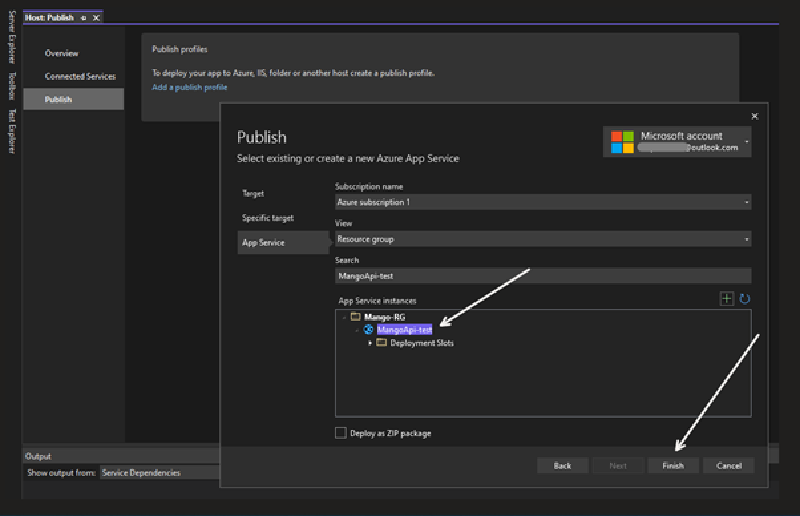 Host: Publish
Server Explorer
Toolbox
Test Explorer
Overview
Connected Services
Publish
Publish profiles
To deploy your app to Azure, IIS, folder or another host create a publish profile.
Add a publish profile
Publish
Select existing or create a new Azure App Service
Microsoft account
@outlook.com
Target
Specific target
App Service
Subscription name
Azure subscription 1
View
Resource group
Search
MangoApi-test
App Service instances
Mango-RG
MangoApi-test
Deployment Slots
Deploy as ZIP package
Back
Next
Finish
Cancel
Output
Show output from:
Service Dependencies